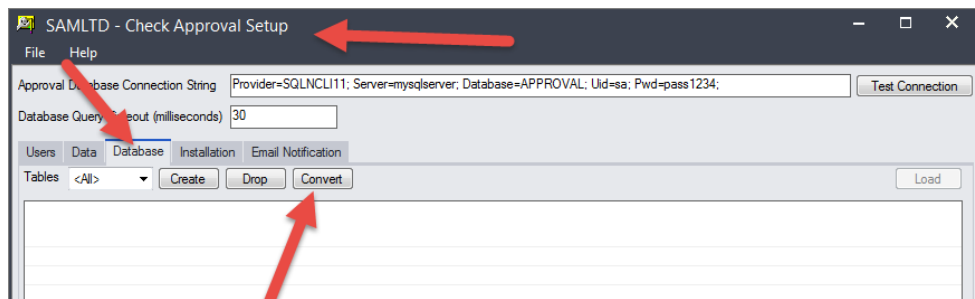 SAMLTD - Check Approval Setup
File Help
Approval Database Connection String Provider=SQLNCLI11; Server=mysqlserver; Database=APPROVAL; Uid=sa; Pwd=pass1234; Test Connection
Database Query (milliseconds) 30
Users Data Database Installation Email Notification
Tables <All> Create Drop Convert Load